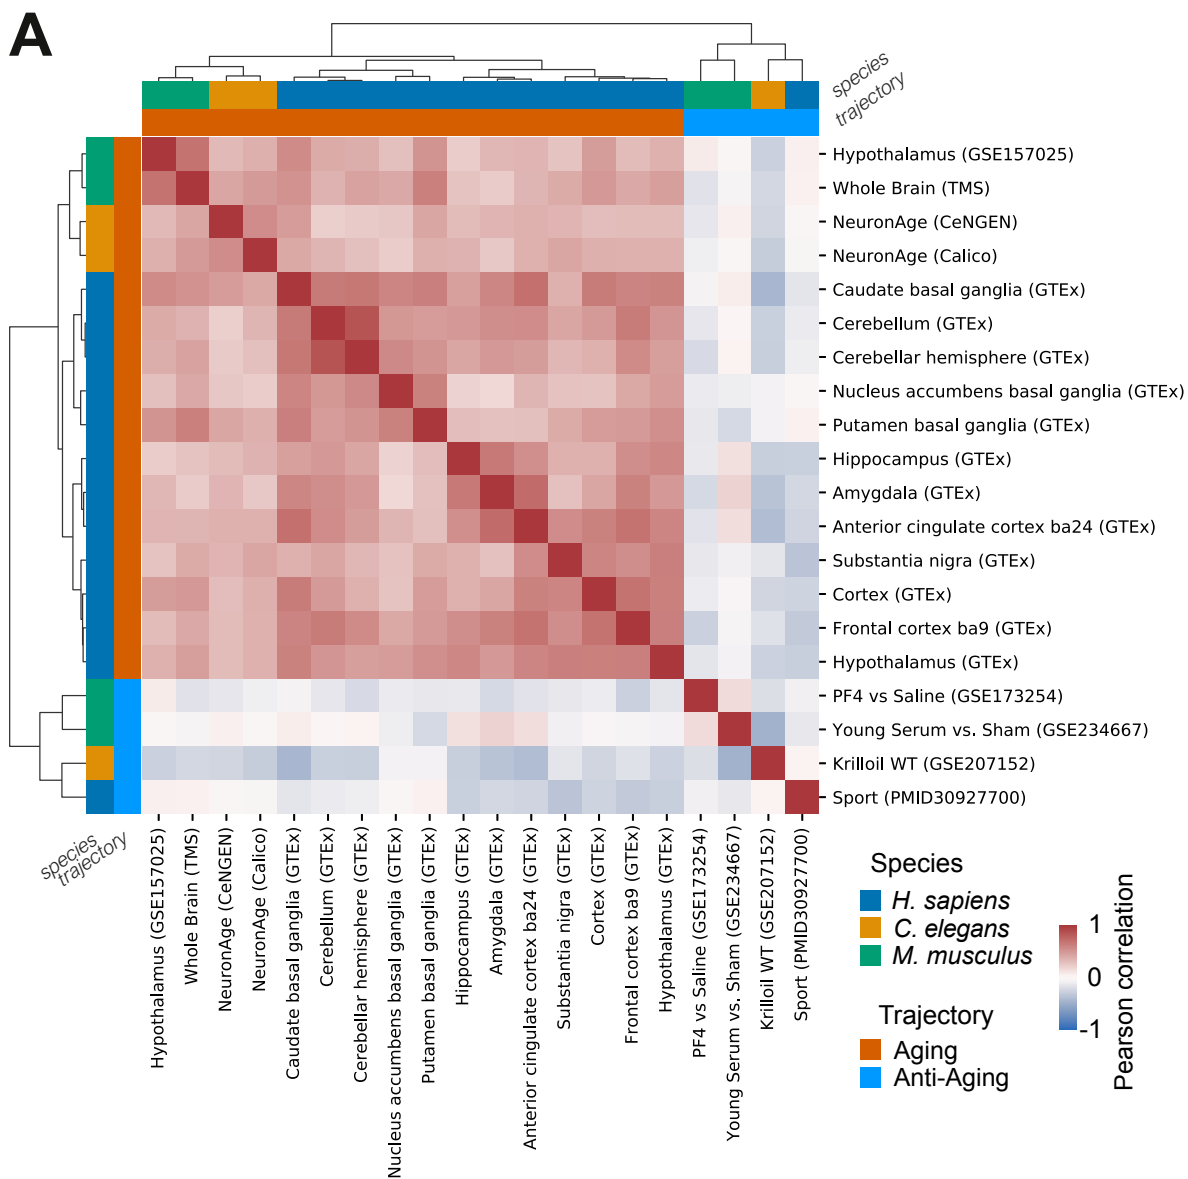 A
species
trajectory
Hypothalamus (GSE157025)
Whole Brain (TMS)
NeuronAge (CeNGEN)
NeuronAge (Calico)
Caudate basal ganglia (GTEx)
Cerebellum (GTEx)
Cerebellar hemisphere (GTEx)
Nucleus accumbens basal ganglia (GTEx)
Putamen basal ganglia (GTEx)
Hippocampus (GTEx)
Amygdala (GTEx)
Anterior cingulate cortex ba24 (GTEx)
Substantia nigra (GTEx)
Cortex (GTEx)
Frontal cortex ba9 (GTEx)
Hypothalamus (GTEx)
PF4 vs Saline (GSE173254)
Young Serum vs. Sham (GSE234667)
Krilloil WT (GSE207152)
Sport (PMID30927700)
species
trajectory
Hypothalamus (GSE157025)
Whole Brain (TMS)
NeuronAge (CeNGEN)
NeuronAge (Calico)
Caudate basal ganglia (GTEx)
Cerebellum (GTEx)
Cerebellar hemisphere (GTEx)
Nucleus accumbens basal ganglia (GTEx)
Putamen basal ganglia (GTEx)
Hippocampus (GTEx)
Amygdala (GTEx)
Anterior cingulate cortex ba24 (GTEx)
Substantia nigra (GTEx)
Cortex (GTEx)
Frontal cortex ba9 (GTEx)
Hypothalamus (GTEx)
PF4 vs Saline (GSE173254)
Young Serum vs. Sham (GSE234667)
Krilloil WT (GSE207152)
Sport (PMID30927700)
Species
H. sapiens
C. elegans
M. musculus
Trajectory
Aging
Anti-Aging
1
0
-1
Pearson correlation